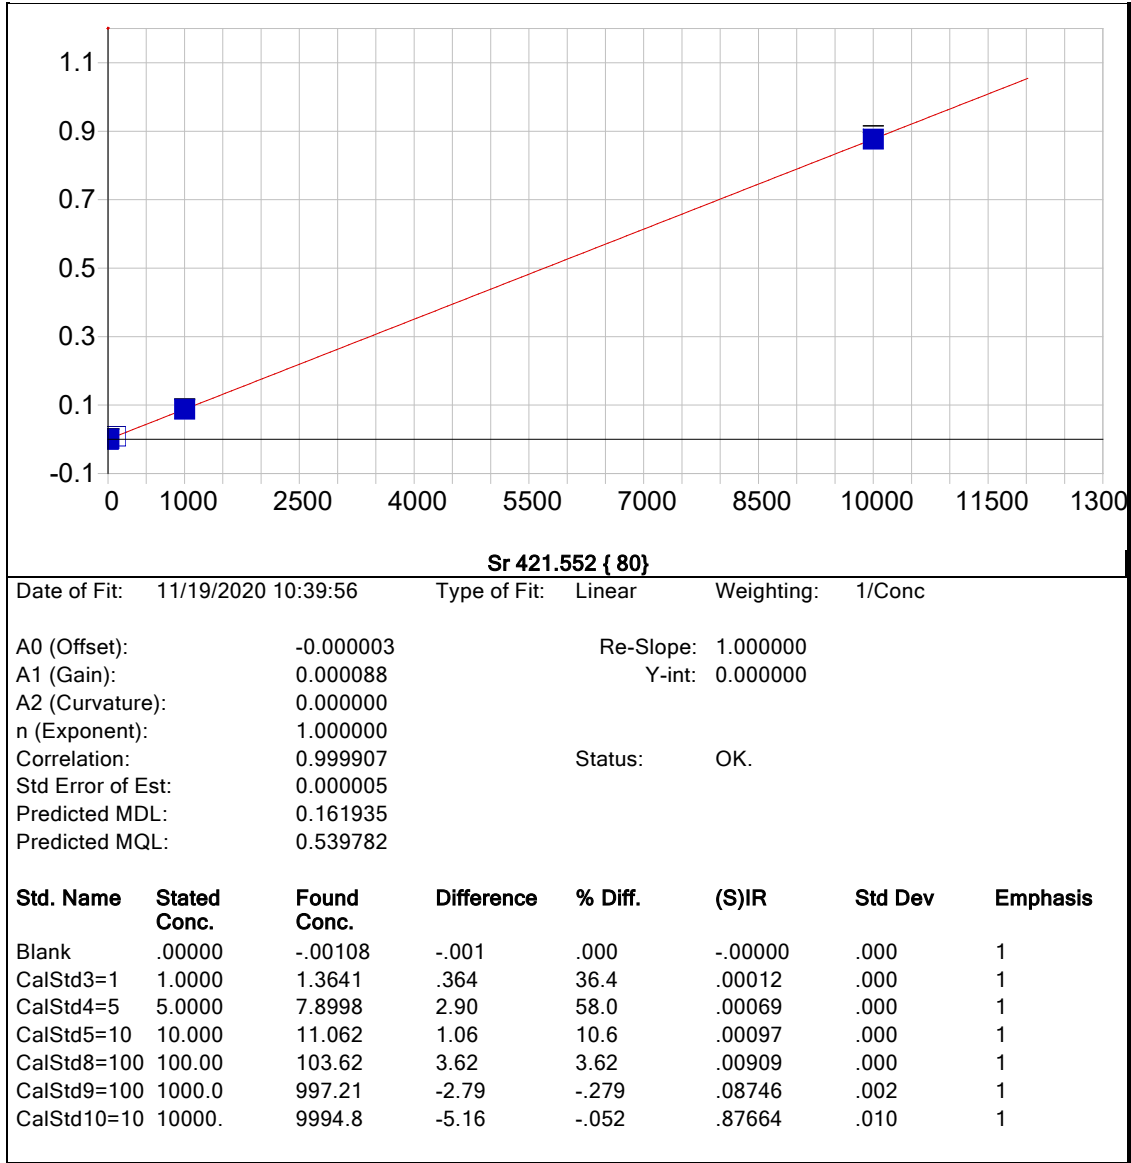 1.1
0.9
0.7
0.5
0.3
0.1
-0.1
0 1000 2500 4000 5500 7000 8500 10000 11500 1300
Sr 421.552 { 80}
Date of Fit: 11/19/2020 10:39:56 Type of Fit: Linear Weighting: 1/Conc
A0 (Offset): -0.000003 Re-Slope: 1.000000
A1 (Gain): 0.000088 Y-int: 0.000000
A2 (Curvature): 0.000000
n (Exponent): 1.000000
Correlation: 0.999907 Status: OK.
Std Error of Est: 0.000005
Predicted MDL: 0.161935
Predicted MQL: 0.539782
Std. Name Stated Found Difference % Diff. (S)IR Std Dev Emphasis
Conc. Conc.
Blank .00000 -.00108 -.001 .000 -.00000 .000 1
CalStd3=1 1.0000 1.3641 .364 36.4 .00012 .000 1
CalStd4=5 5.0000 7.8998 2.90 58.0 .00069 .000 1
CalStd5=10 10.000 11.062 1.06 10.6 .00097 .000 1
CalStd8=100 100.00 103.62 3.62 3.62 .00909 .000 1
CalStd9=100 1000.0 997.21 -2.79 -.279 .08746 .002 1
CalStd10=10 10000. 9994.8 -5.16 -.052 .87664 .010 1